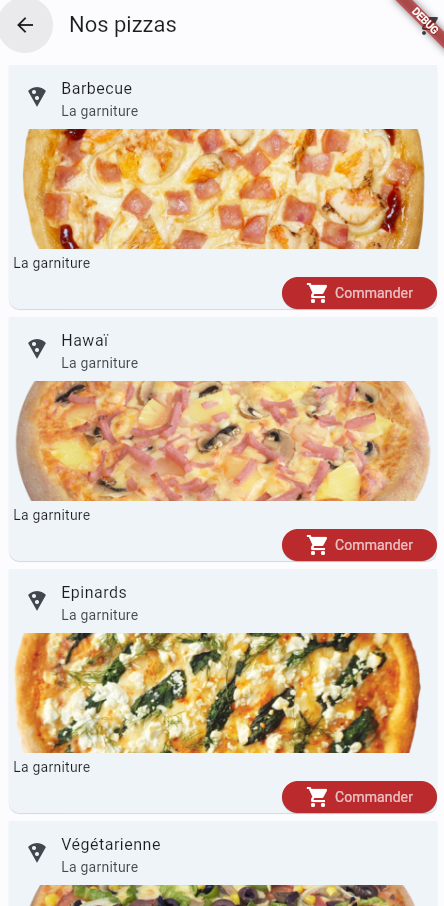 Nos pizzas
DEBUG
Barbecue
La garniture
La garniture
Commander
Hawaï
La garniture
La garniture
Commander
Epinards
La garniture
La garniture
Commander
Végétarienne
La garniture